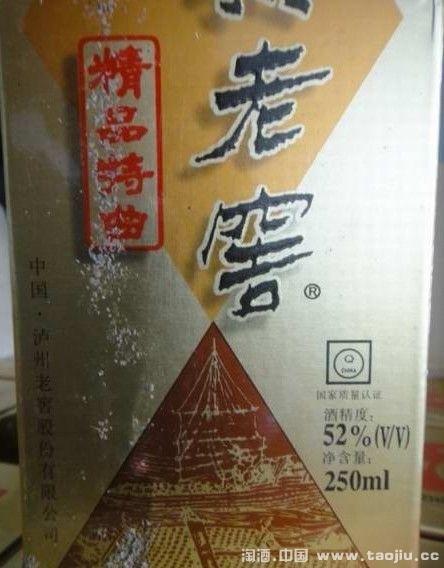 老窖®
精品特曲
中国·泸州老窖股份有限公司
Q
CHINA
国家质量认证
酒精度:
52%(V/V)
净含量:
250ml
淘酒.中国 www.taojiu.cc